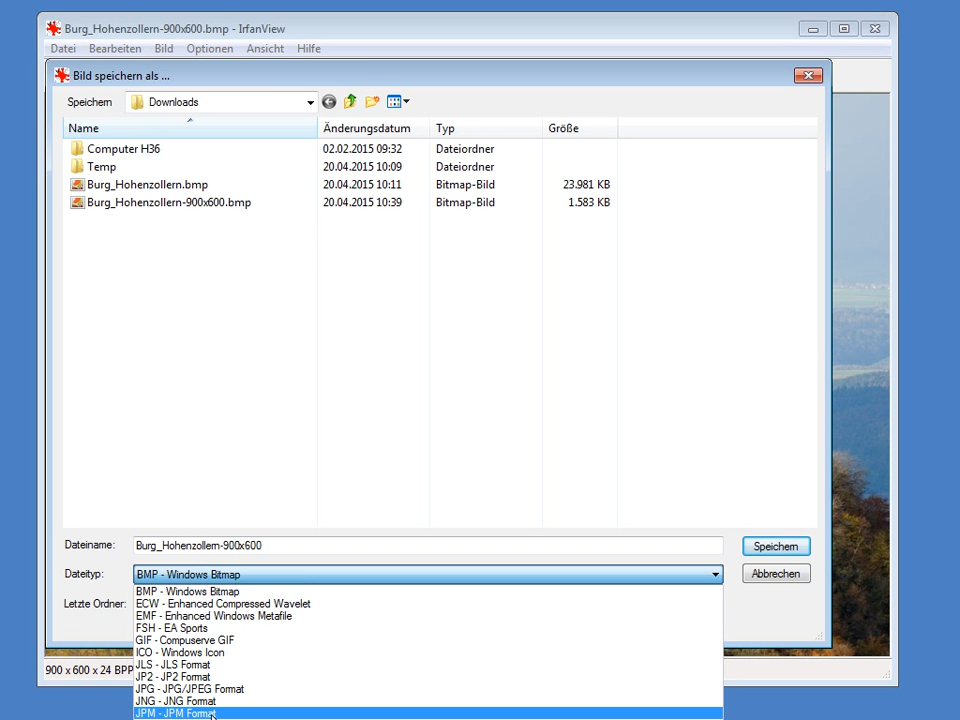 Burg_Hohenzollern-900x600.bmp - IrfanView
Datei Bearbeiten Bild Optionen Ansicht Hilfe
Bild speichern als ...
Speichern Downloads
Name Änderungsdatum Typ Größe
Computer H36 02.02.2015 09:32 Dateiordner
Temp 20.04.2015 10:09 Dateiordner
Burg_Hohenzollern.bmp 20.04.2015 10:11 Bitmap-Bild 23.981 KB
Burg_Hohenzollern-900x600.bmp 20.04.2015 10:39 Bitmap-Bild 1.583 KB
Dateiname: Burg_Hohenzollern-900x600 Speichern
Dateityp: BMP - Windows Bitmap Abbrechen
BMP - Windows Bitmap
Letzte Ordner: ECW - Enhanced Compressed Wavelet
EMF - Enhanced Windows Metafile
FSH - EA Sports
GIF - Compuserve GIF
ICO - Windows Icon
JLS - JLS Format
900 x 600 x 24 BPP JP2 - JP2 Format
JPG - JPG/JPEG Format
JNG - JNG Format
JPM - JPM Format